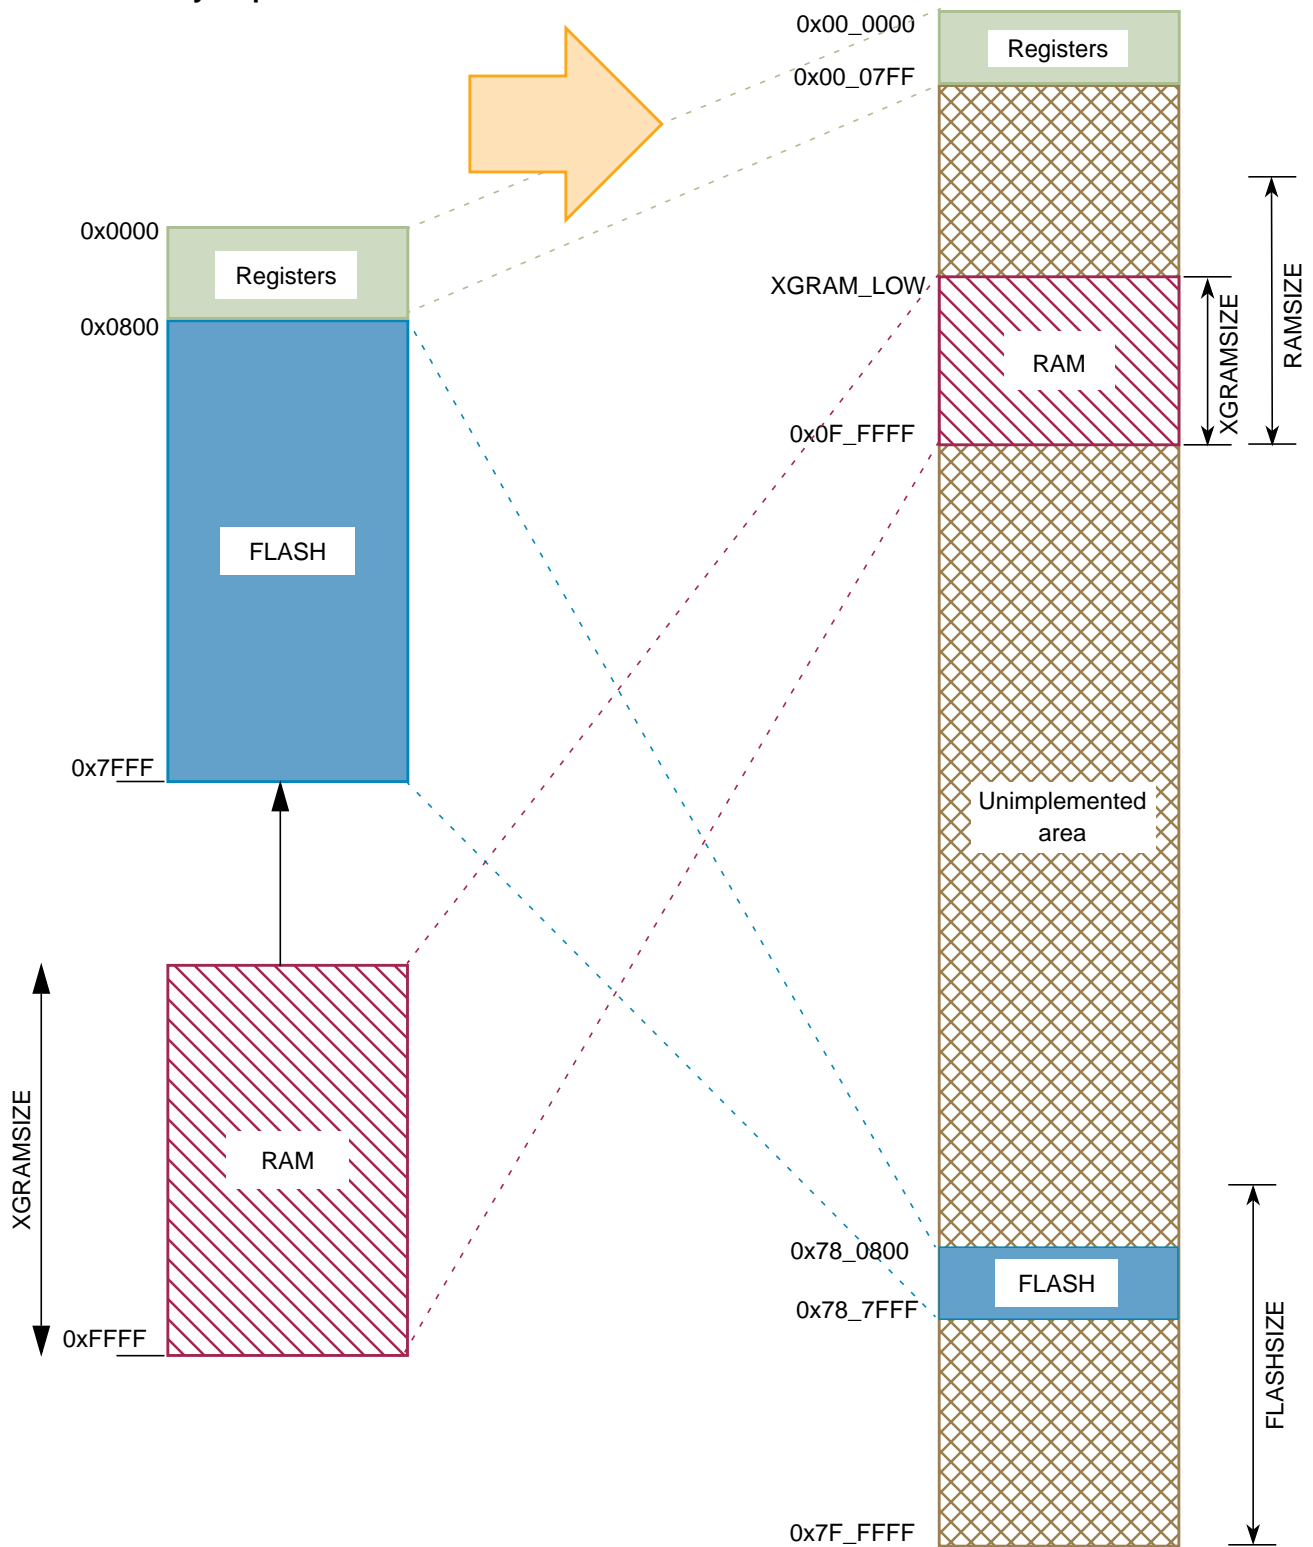 0x00_0000
Registers
0x00_07FF
0x0000
Registers
0x0800
XGRAM_LOW
RAM
XGRAMSIZE
RAMSIZE
0x0F_FFFF
FLASH
0x7FFF
Unimplemented
area
XGRAMSIZE
RAM
0xFFFF
0x78_0800
FLASH
0x78_7FFF
FLASHSIZE
0x7F_FFFF